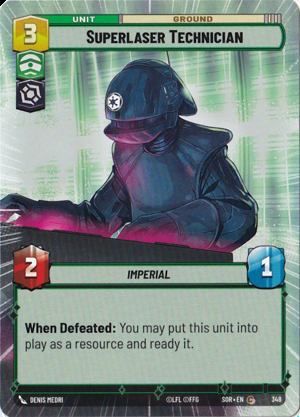 UNIT GROUND
3 SUPERLASER TECHNICIAN
2 IMPERIAL 1
When Defeated: You may put this unit into
play as a resource and ready it.
DENIS MEDRI ©LFL ©FFG SOR • EN C 348